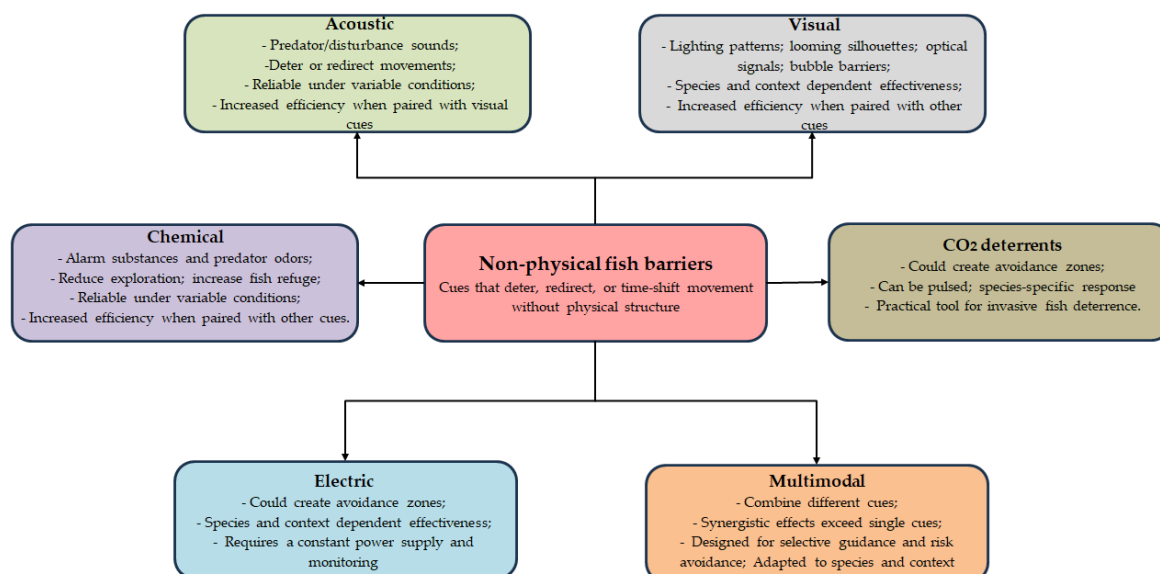 Acoustic
- Predator/disturbance sounds;
-Deter or redirect movements;
- Reliable under variable conditions;
- Increased efficiency when paired with visual
cues
Visual
- Lighting patterns; looming silhouettes; optical
signals; bubble barriers;
- Species and context dependent effectiveness;
- Increased efficiency when paired with other
cues
Chemical
- Alarm substances and predator odors;
- Reduce exploration; increase fish refuge;
- Reliable under variable conditions;
- Increased efficiency when paired with other cues.
Non-physical fish barriers
Cues that deter, redirect, or time-shift movement
without physical structure
CO2 deterrents
- Could create avoidance zones;
- Can be pulsed; species-specific response
- Practical tool for invasive fish deterrence.
Electric
- Could create avoidance zones;
- Species and context dependent effectiveness;
- Requires a constant power supply and
monitoring
Multimodal
- Combine different cues;
- Synergistic effects exceed single cues;
- Designed for selective guidance and risk
avoidance; Adapted to species and context